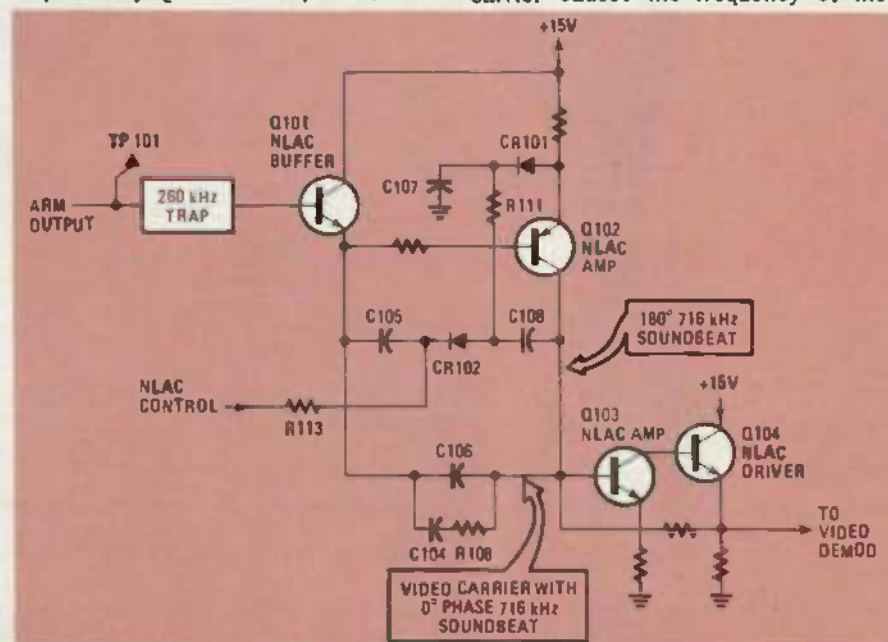 +15V
TP 101
Q101
NLAC
BUFFER
CR101
ARM
OUTPUT
260 kHz
TRAP
C107
R111
Q102
NLAC
AMP
C105
CR102
C108
180° 716 kHz
SOUNDBEAT
NLAC
CONTROL
R113
+15V
Q103
NLAC AMP
Q104
NLAC
DRIVER
C106
C104 R108
TO
VIDEO
DEMOD
VIDEO CARRIER WITH
0° PHASE 716 kHz
SOUNDBEAT